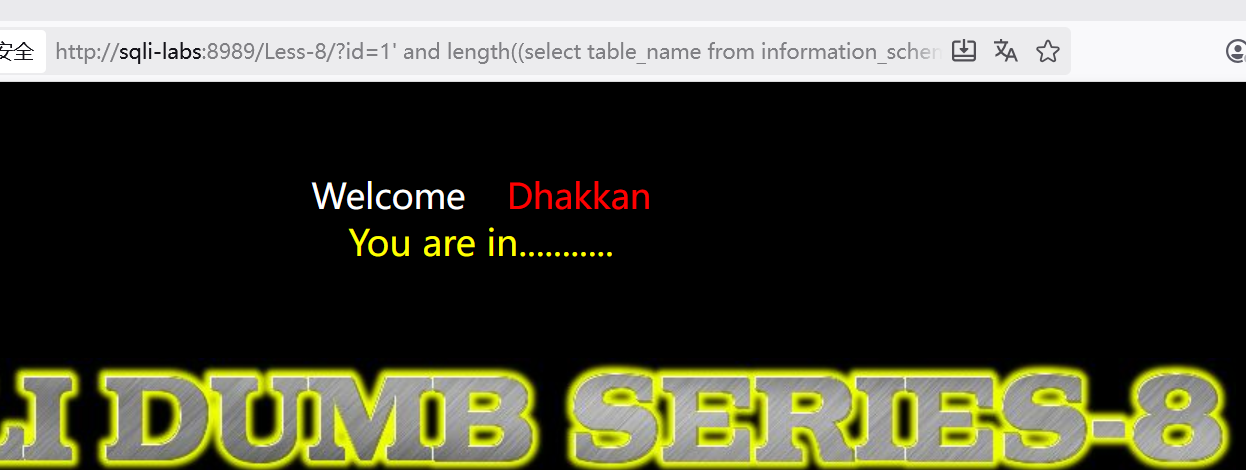 安全 http://sqli-labs:8989/Less-8/?id=1' and length((select table_name from information_schem
Welcome Dhakkan
You are in...........
LI DUMB SERIES-8